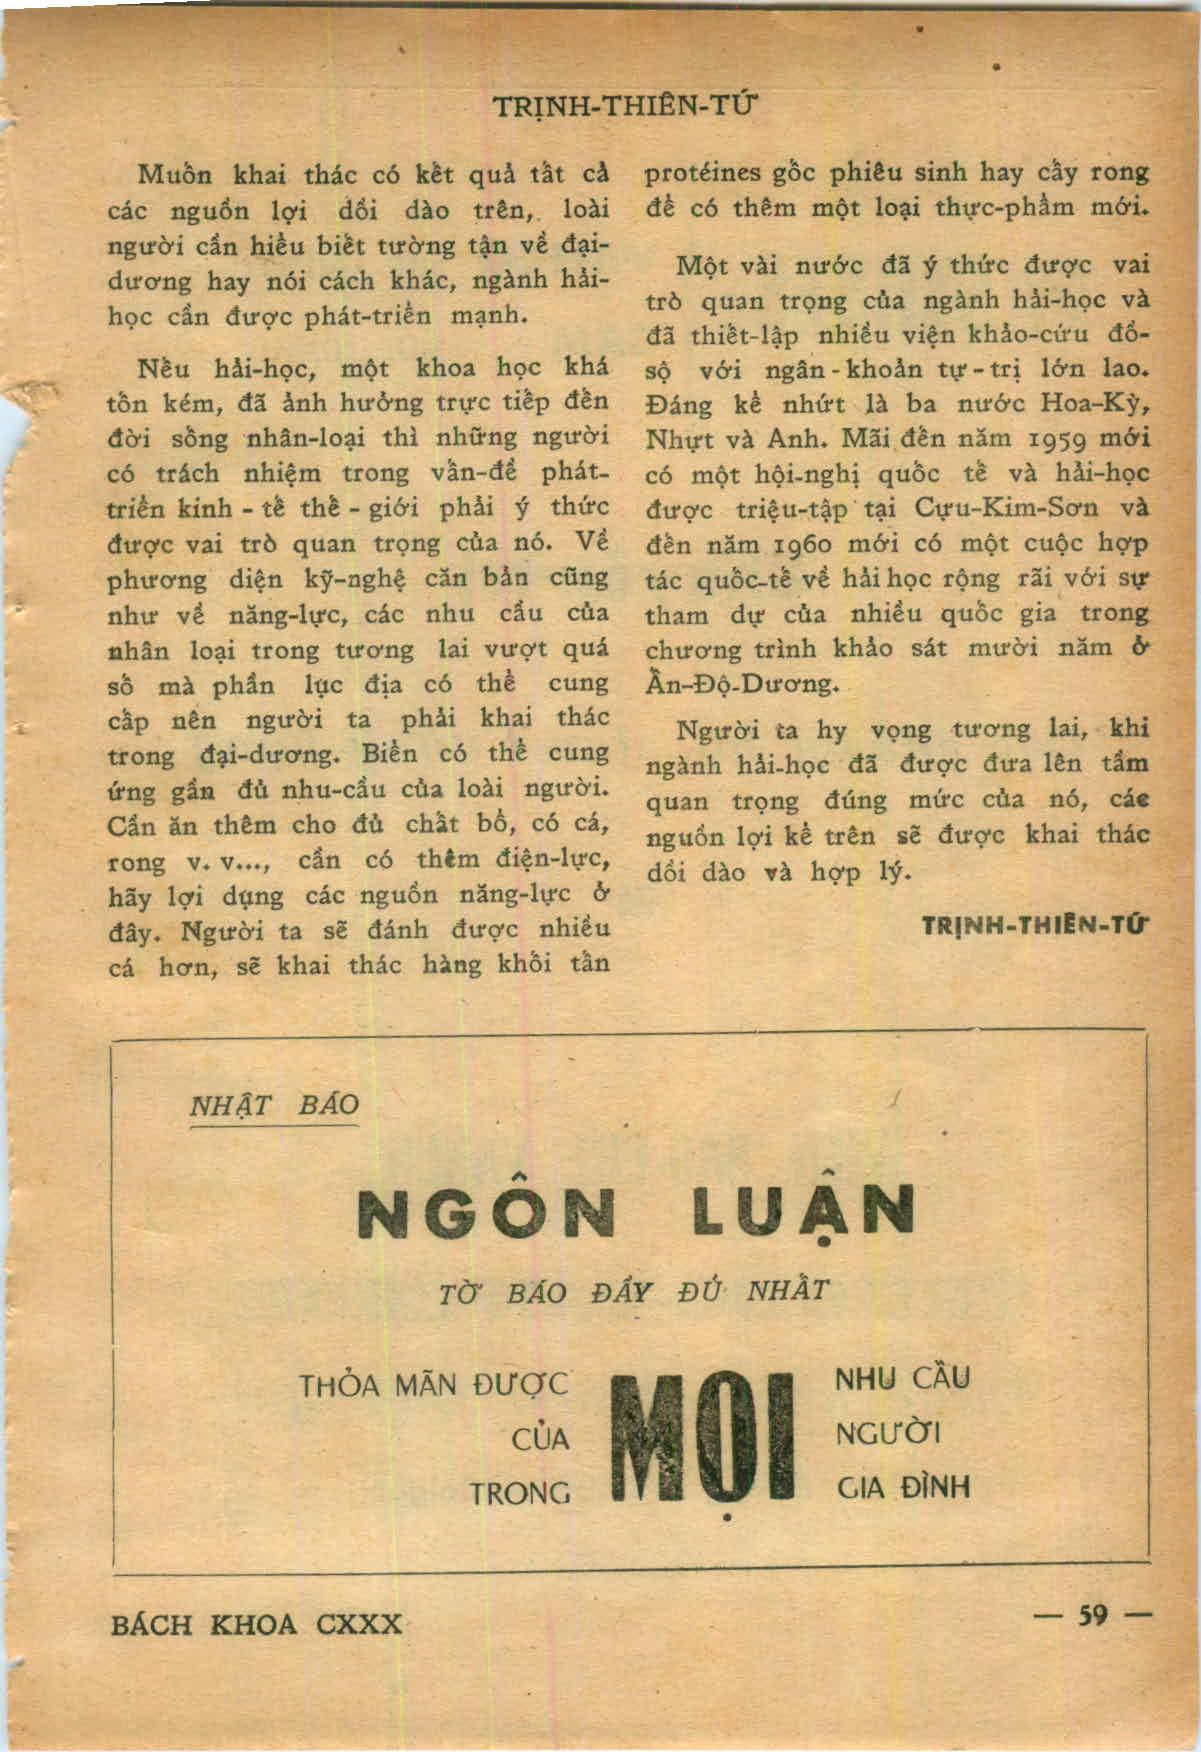 TRỊNH-THIÊN-TỨ
Muốn khai thác có kết quả tất cả
các nguồn lợi dồi dào trên, loài
người cần hiểu biết tường tận về đại-
dương hay nói cách khác, ngành hải-
học cần được phát-triển mạnh.
Nếu hải-học, một khoa học khá
tốn kém, đã ảnh hưởng trực tiếp đến
đời sống nhân-loại thì những người
có trách nhiệm trong vấn-đề phát-
triển kinh - tế thế - giới phải ý thức
được vai trò quan trọng của nó. Về
phương diện kỹ-nghệ căn bản cũng
như về năng-lực, các nhu cầu của
nhân loại trong tương lai vượt quá
số mà phần lục địa có thể cung
cấp nên người ta phải khai thác
trong đại-dương. Biển có thể cung
ứng gần đủ nhu-cầu của loài người.
Cần ăn thêm cho đủ chất bổ, có cá,
rong v. v..., cần có thêm điện-lực,
hãy lợi dụng các nguồn năng-lực ở
đây. Người ta sẽ đánh được nhiều
cá hơn, sẽ khai thác hàng khối tấn
protéines gốc phiêu sinh hay cấy rong
để có thêm một loại thực-phẩm mới.
Một vài nước đã ý thức được vai
trò quan trọng của ngành hải-học và
đã thiết-lập nhiều viện khảo-cứu đồ-
sộ với ngân - khoản tự - trị lớn lao.
Đáng kể nhứt là ba nước Hoa-Kỳ,
Nhựt và Anh. Mãi đến năm 1959 mới
có một hội-nghị quốc tế và hải-học
được triệu-tập tại Cựu-Kim-Sơn và
đến năm 1960 mới có một cuộc hợp
tác quốc-tế về hải học rộng rãi với sự
tham dự của nhiều quốc gia trong
chương trình khảo sát mười năm ở
Ấn-Độ-Dương.
Người ta hy vọng tương lai, khi
ngành hải-học đã được đưa lên tầm
quan trọng đúng mức của nó, các
nguồn lợi kể trên sẽ được khai thác
dồi dào và hợp lý.
TRỊNH-THIÊN-TỨ
NHẬT BÁO
NGÔN LUẬN
TỜ BÁO ĐẦY ĐỦ NHẤT
THỎA MÃN ĐƯỢC MỌI NHU CẦU
CỦA NGƯỜI
TRONG GIA ĐÌNH
BÁCH KHOA CXXX
— 59 —